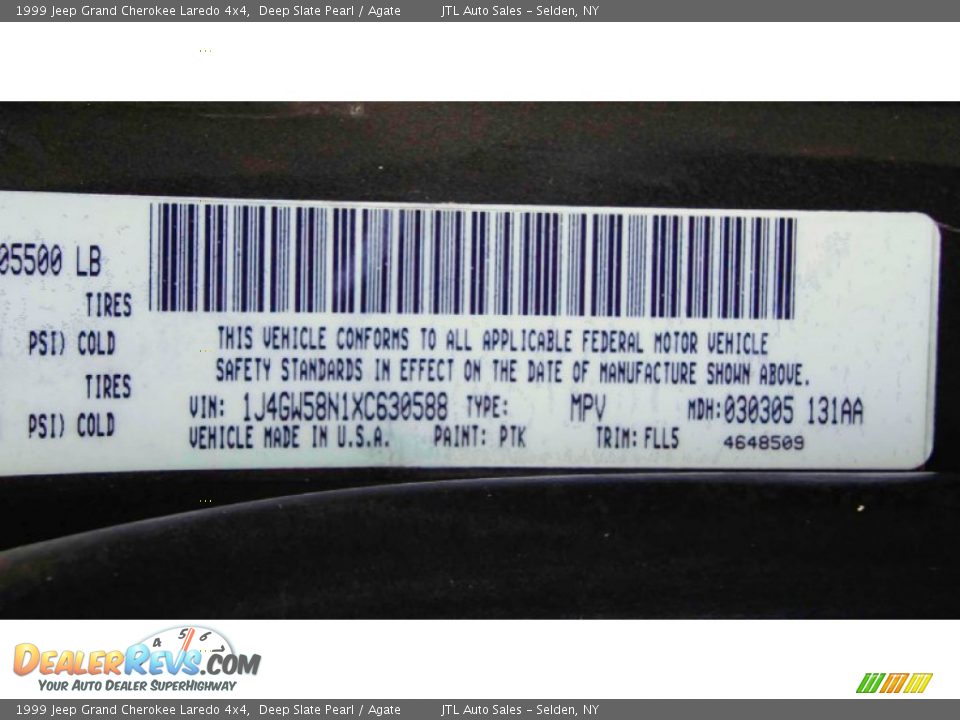 1999 Jeep Grand Cherokee Laredo 4x4, Deep Slate Pearl / Agate JTL Auto Sales - Selden, NY
05500 LB
TIRES
PSI) COLD
TIRES
PSI) COLD
THIS VEHICLE CONFORMS TO ALL APPLICABLE FEDERAL MOTOR VEHICLE
SAFETY STANDARDS IN EFFECT ON THE DATE OF MANUFACTURE SHOWN ABOVE.
VIN: 1J4GW58N1XC630588 TYPE: MPV MDH:030305 131AA
VEHICLE MADE IN U.S.A. PAINT: PTK TRIM:FLL5 4648509
4 5 6 7
DealerRevs.com
Your Auto Dealer SuperHighway
1999 Jeep Grand Cherokee Laredo 4x4, Deep Slate Pearl / Agate JTL Auto Sales - Selden, NY